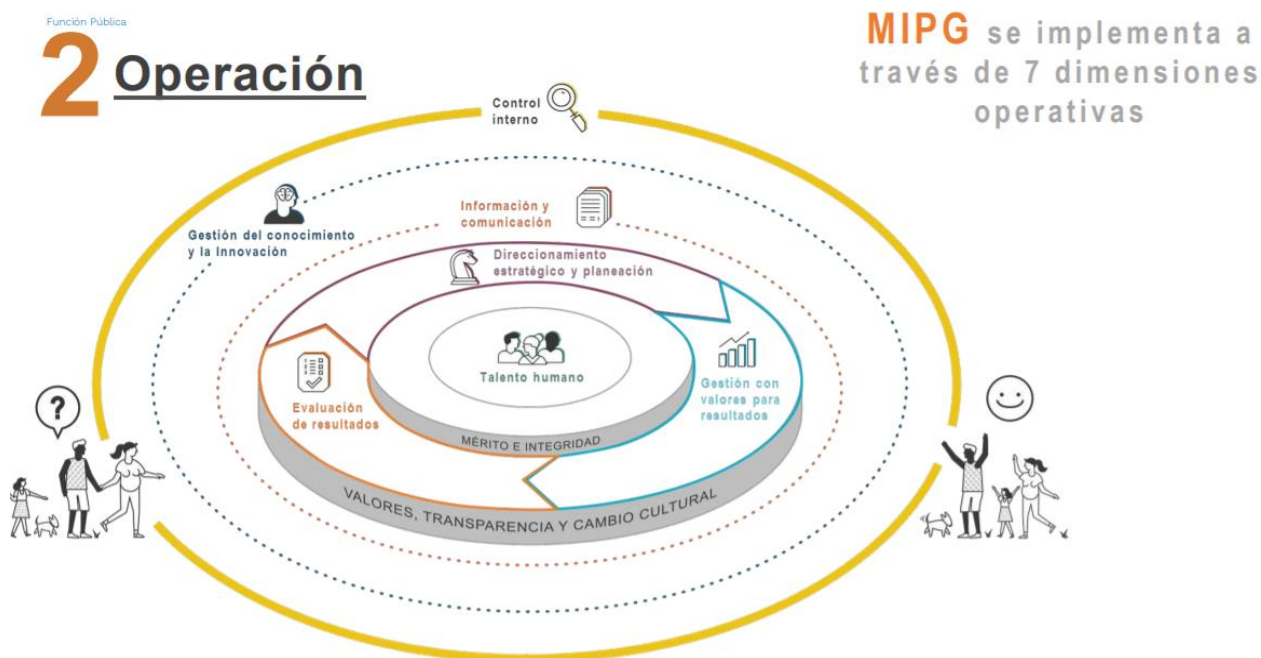 Función Pública
2 Operación
MIPG se implementa a
través de 7 dimensiones
operativas
Control
interno
Gestión del conocimiento
y la Innovación
Información y
comunicación
Direccionamiento
estratégico y planeación
Talento humano
Gestión con
valores para
resultados
Evaluación
de resultados
MÉRITO E INTEGRIDAD
VALORES, TRANSPARENCIA Y CAMBIO CULTURAL
?